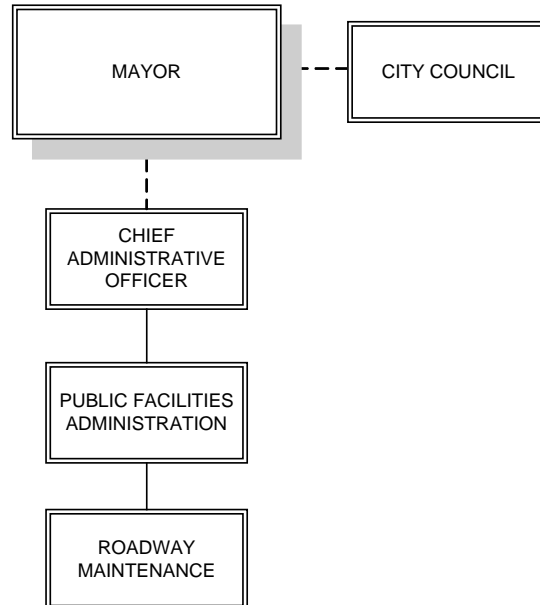 MAYOR
CITY COUNCIL
CHIEF
ADMINISTRATIVE
OFFICER
PUBLIC FACILITIES
ADMINISTRATION
ROADWAY
MAINTENANCE